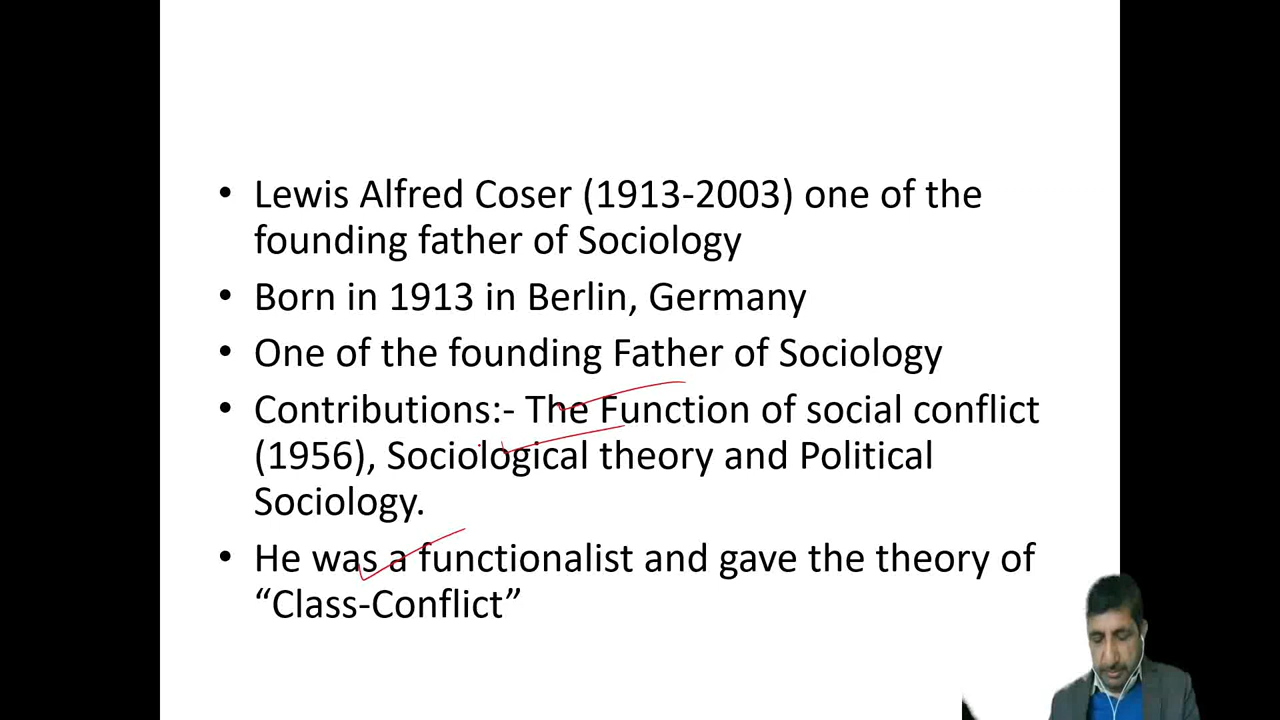 • Lewis Alfred Coser (1913-2003) one of the
founding father of Sociology
• Born in 1913 in Berlin, Germany
• One of the founding Father of Sociology
• Contributions:- The Function of social conflict
(1956), Sociological theory and Political
Sociology.
• He was a functionalist and gave the theory of
“Class-Conflict”